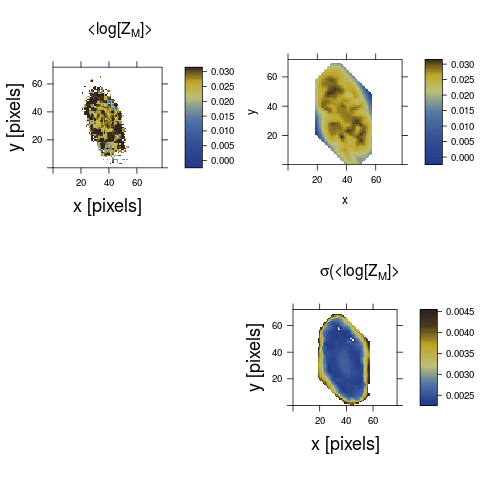 <log[Z_M]>
60
40
20
20 40 60
y [pixels]
x [pixels]
0.030
0.025
0.020
0.015
0.010
0.005
0.000
60
40
20
20 40 60
y
x
0.030
0.025
0.020
0.015
0.010
0.005
0.000
σ(<log[Z_M]>
60
40
20
20 40 60
y [pixels]
x [pixels]
0.0045
0.0040
0.0035
0.0030
0.0025